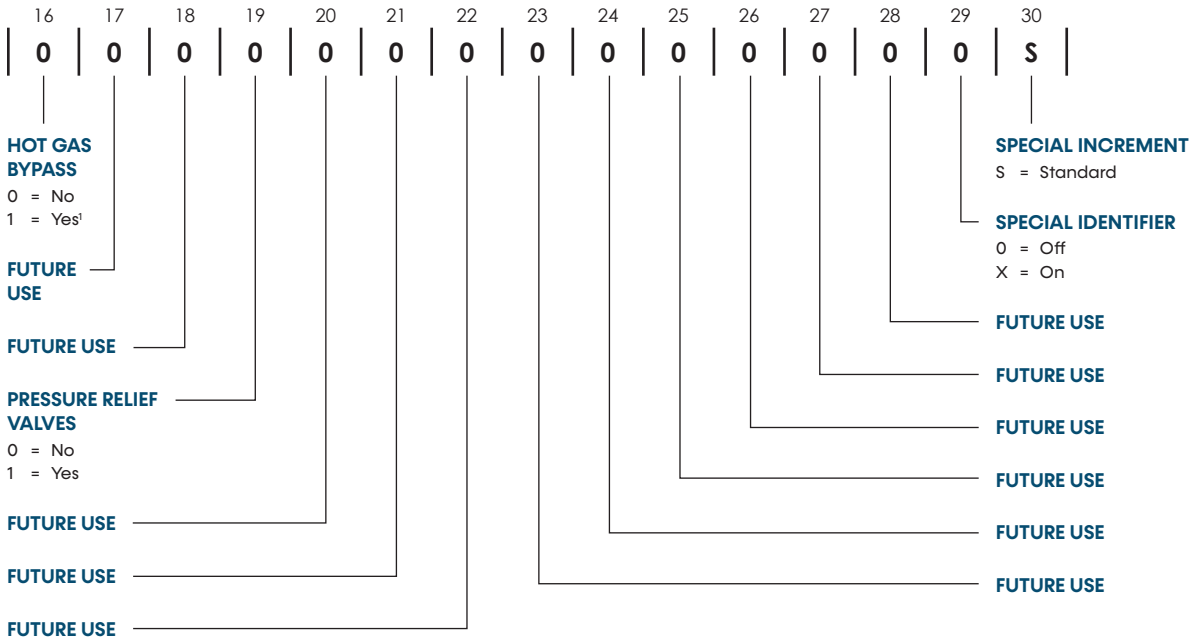 16 17 18 19 20 21 22 23 24 25 26 27 28 29 30
0 0 0 0 0 0 0 0 0 0 0 0 0 0 S
HOT GAS
BYPASS
0 = No
1 = Yes¹
FUTURE
USE
FUTURE USE
PRESSURE RELIEF
VALVES
0 = No
1 = Yes
FUTURE USE
FUTURE USE
FUTURE USE
SPECIAL INCREMENT
S = Standard
SPECIAL IDENTIFIER
0 = Off
X = On
FUTURE USE
FUTURE USE
FUTURE USE
FUTURE USE
FUTURE USE
FUTURE USE